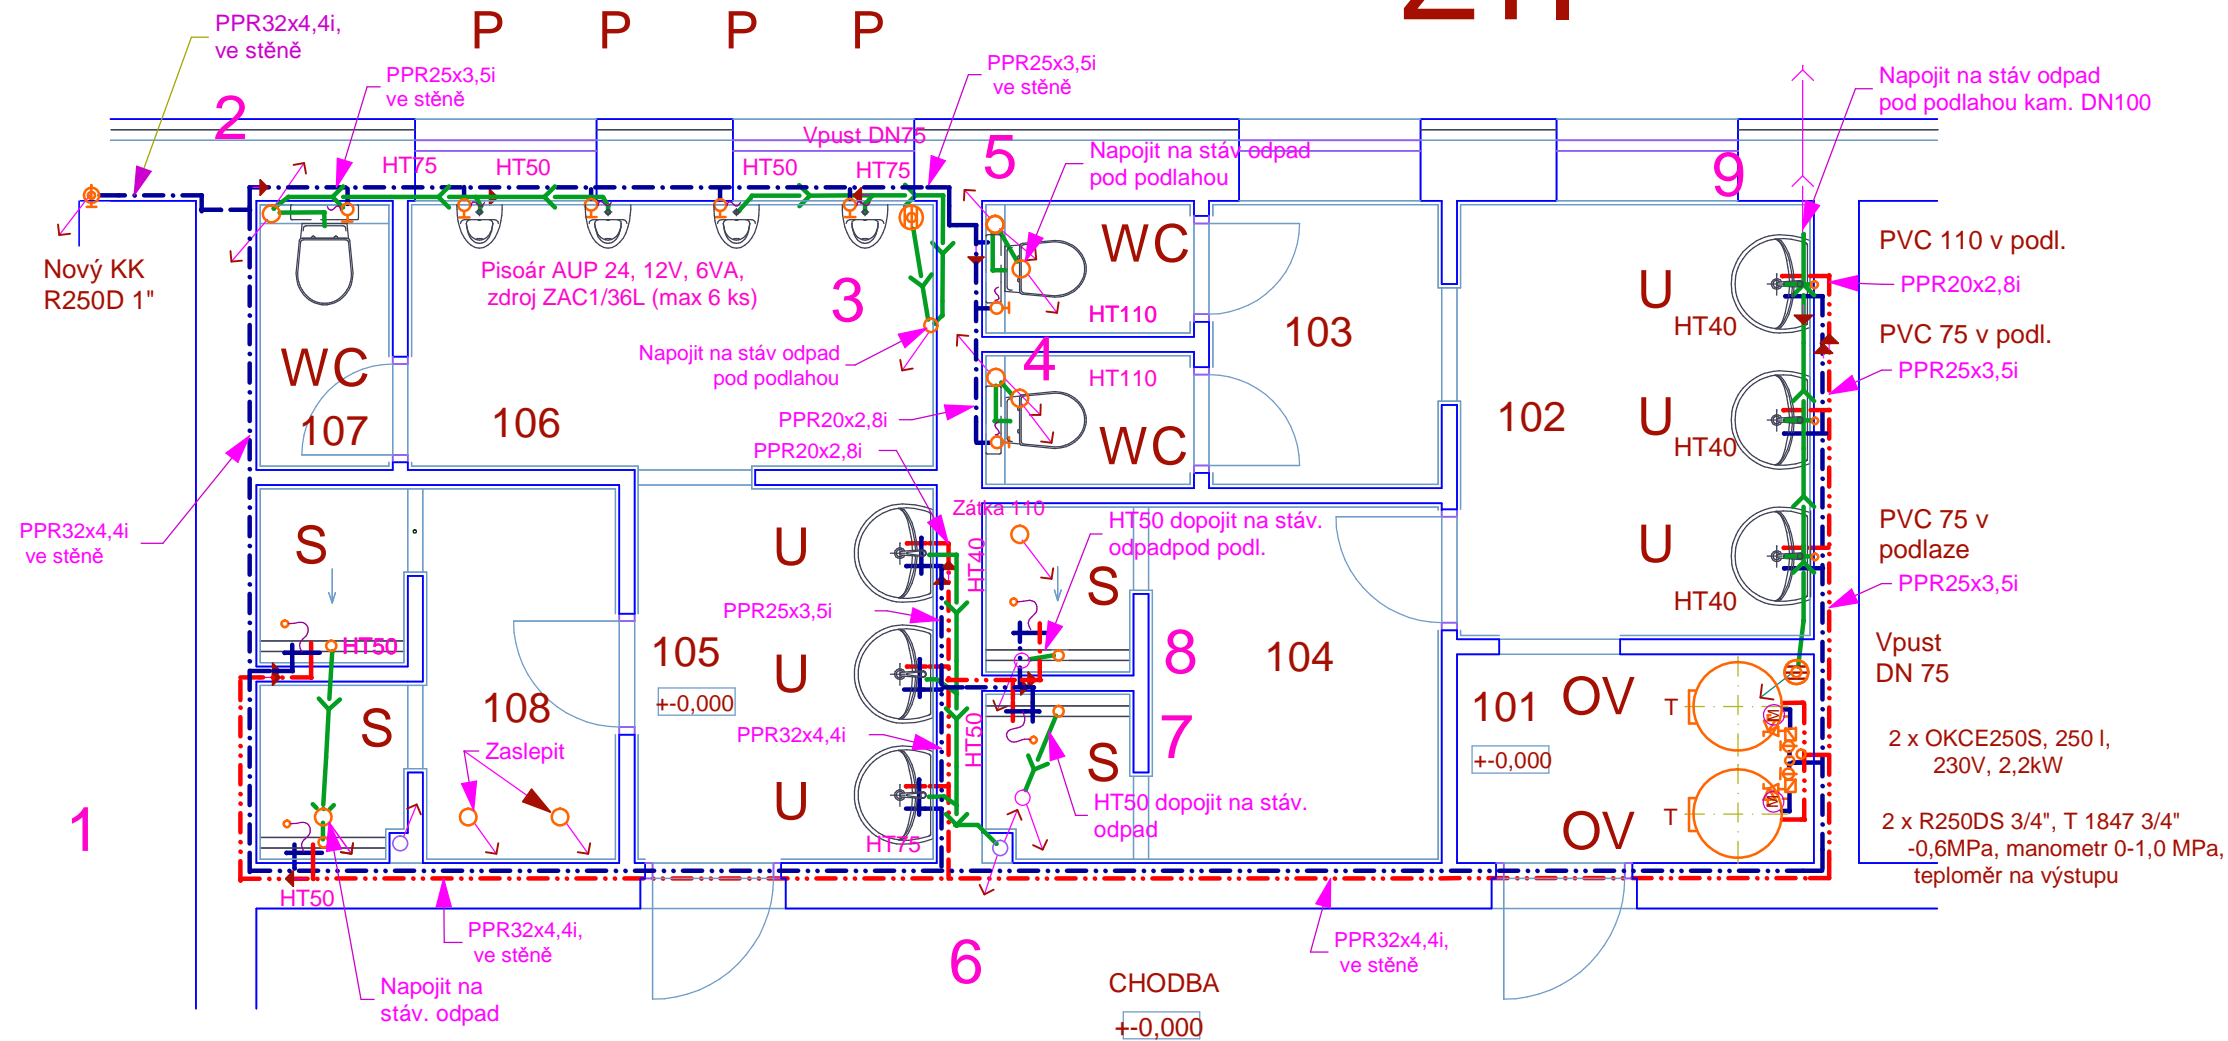 PPR32x4,4i,
ve stěně
P P P P
PPR25x3,5i
ve stěně
PPR25x3,5i
ve stěně
Napojit na stáv odpad
pod podlahou kam. DN100
2
Vpust DN75
HT75
HT50
HT50
HT75
5
Napojit na stáv odpad
pod podlahou
9
Nový KK
R250D 1"
Pisoár AUP 24, 12V, 6VA,
zdroj ZAC1/36L (max 6 ks)
3
WC
HT110
103
U
HT40
PVC 110 v podl.
PPR20x2,8i
PVC 75 v podl.
PPR25x3,5i
WC
107
106
Napojit na stáv odpad
pod podlahou
4
HT110
PPR20x2,8i
WC
PPR20x2,8i
102
U
HT40
PPR32x4,4i
ve stěně
S
U
Zátka 110
HT50 dopojit na stáv.
odpadpod podl.
HT40
S
U
HT40
PVC 75 v
podlaze
PPR25x3,5i
HT50
PPR25x3,5i
105
U
8
104
Vpust
DN 75
+-0,000
S
108
Zaslepit
PPR32x4,4i
HT50
S
7
101
OV
T
+-0,000
M
2 x OKCE250S, 250 l,
230V, 2,2kW
1
U
HT75
HT50 dopojit na stáv.
odpad
OV
T
M
2 x R250DS 3/4", T 1847 3/4"
-0,6MPa, manometr 0-1,0 MPa,
teploměr na výstupu
HT50
PPR32x4,4i,
ve stěně
6
PPR32x4,4i,
ve stěně
Napojit na
stáv. odpad
CHODBA
+-0,000